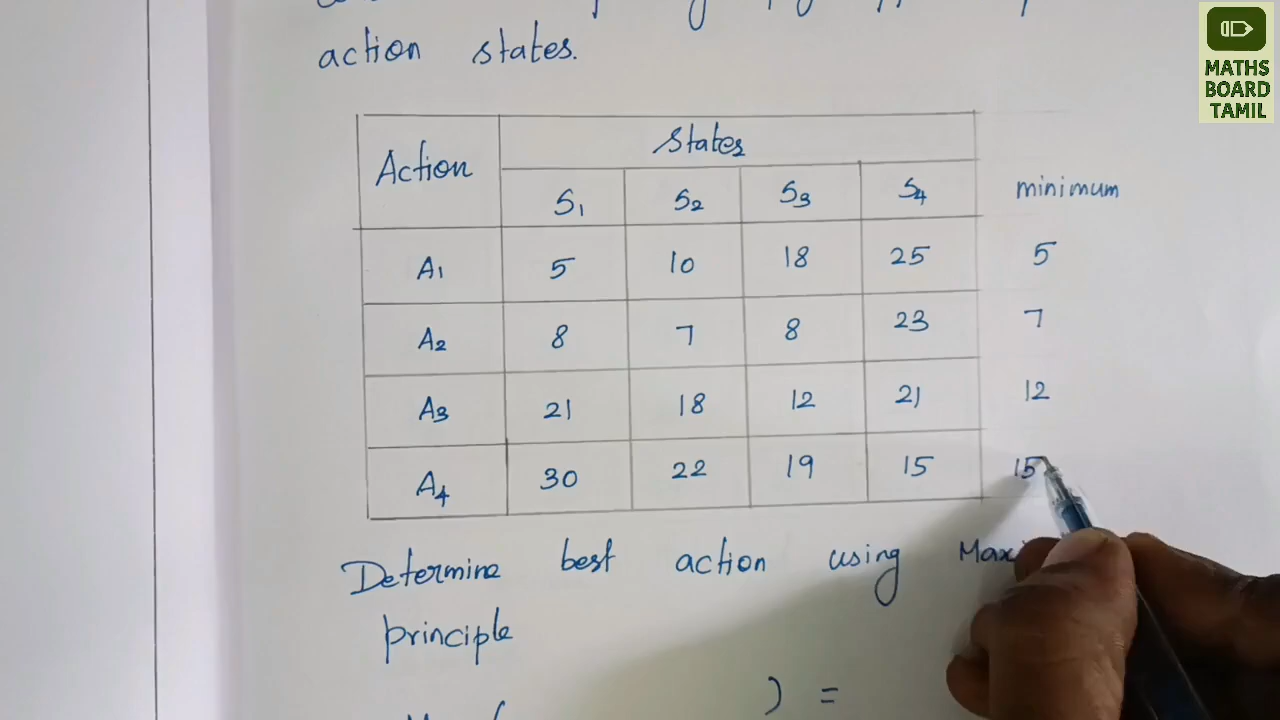 MATHS
BOARD
TAMIL
action states.
Action States
S1 S2 S3 S4 minimum
A1 5 10 18 25 5
A2 8 7 8 23 7
A3 21 18 12 21 12
A4 30 22 19 15 15
Determine best action using
principle
) =